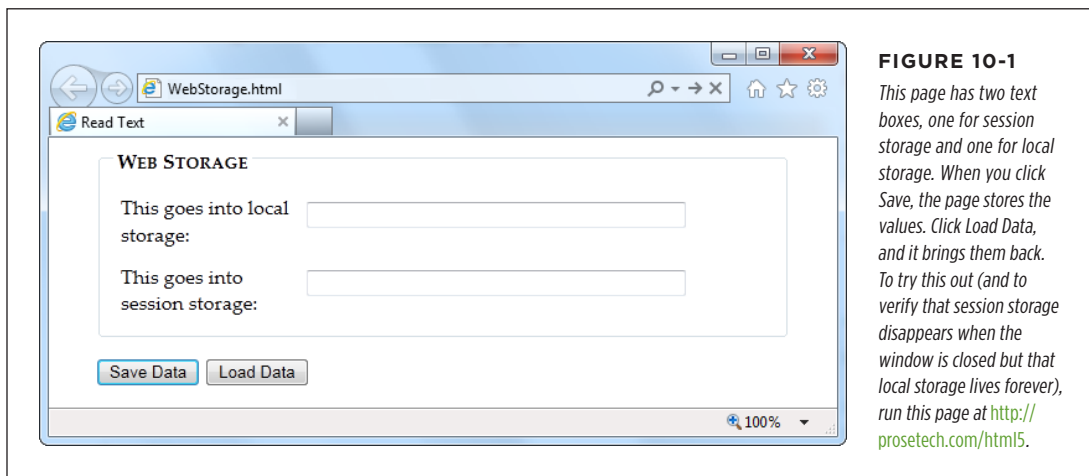 WebStorage.html
Read Text
WEB STORAGE
This goes into local
storage:
This goes into
session storage:
Save Data
Load Data
100%
FIGURE 10-1
This page has two text
boxes, one for session
storage and one for local
storage. When you click
Save, the page stores the
values. Click Load Data,
and it brings them back.
To try this out (and to
verify that session storage
disappears when the
window is closed but that
local storage lives forever),
run this page at http://
prosetech.com/html5.